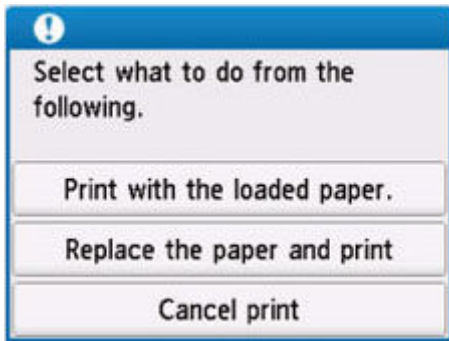 Select what to do from the
following.
Print with the loaded paper.
Replace the paper and print
Cancel print